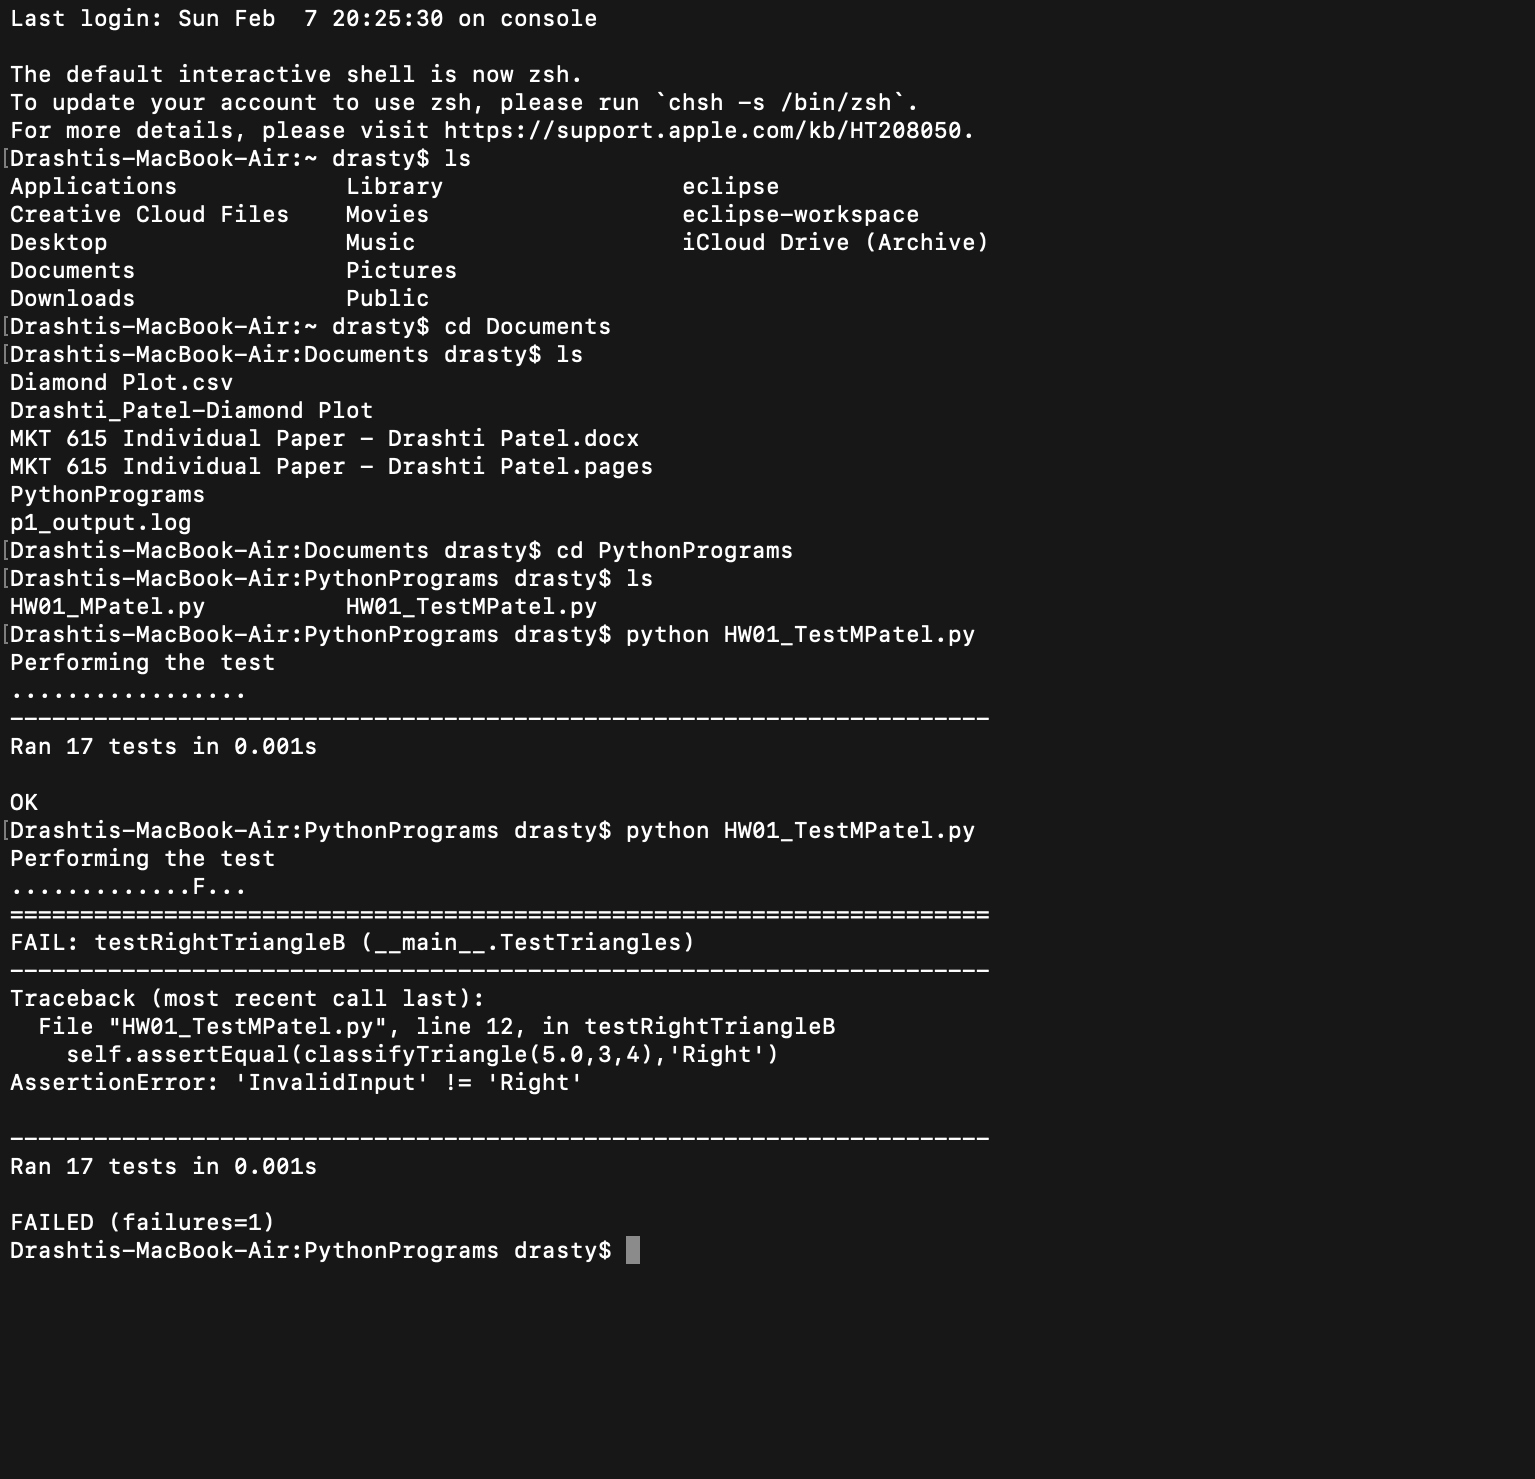 Last login: Sun Feb  7 20:25:30 on console
The default interactive shell is now zsh.
To update your account to use zsh, please run `chsh -s /bin/zsh`.
For more details, please visit https://support.apple.com/kb/HT208050.
[Drashtis-MacBook-Air:~ drasty$ ls
Applications            Library                 eclipse
Creative Cloud Files    Movies                  eclipse-workspace
Desktop                 Music                   iCloud Drive (Archive)
Documents               Pictures
Downloads               Public
[Drashtis-MacBook-Air:~ drasty$ cd Documents
[Drashtis-MacBook-Air:Documents drasty$ ls
Diamond Plot.csv
Drashti_Patel-Diamond Plot
MKT 615 Individual Paper - Drashti Patel.docx
MKT 615 Individual Paper - Drashti Patel.pages
PythonPrograms
p1_output.log
[Drashtis-MacBook-Air:Documents drasty$ cd PythonPrograms
[Drashtis-MacBook-Air:PythonPrograms drasty$ ls
HW01_MPatel.py          HW01_TestMPatel.py
[Drashtis-MacBook-Air:PythonPrograms drasty$ python HW01_TestMPatel.py
Performing the test
.................
----------------------------------------------------------------------
Ran 17 tests in 0.001s
OK
[Drashtis-MacBook-Air:PythonPrograms drasty$ python HW01_TestMPatel.py
Performing the test
.............F...
======================================================================
FAIL: testRightTriangleB (__main__.TestTriangles)
----------------------------------------------------------------------
Traceback (most recent call last):
  File "HW01_TestMPatel.py", line 12, in testRightTriangleB
    self.assertEqual(classifyTriangle(5.0,3,4),'Right')
AssertionError: 'InvalidInput' != 'Right'
----------------------------------------------------------------------
Ran 17 tests in 0.001s
FAILED (failures=1)
Drashtis-MacBook-Air:PythonPrograms drasty$